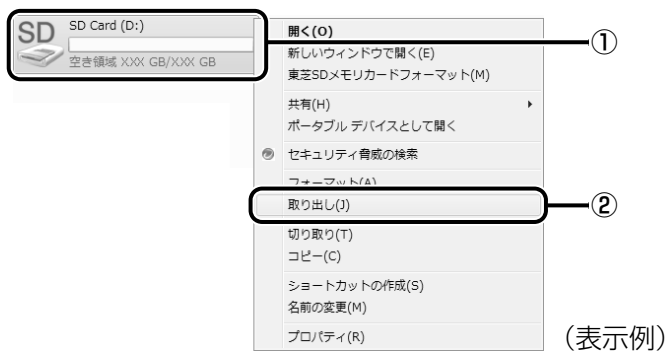 SD
SD Card (D:)
空き領域 XXX GB/XXX GB
①
開く(O)
新しいウィンドウで開く(E)
東芝SDメモリカードフォーマット(M)
共有(H)
ポータブル デバイスとして開く
セキュリティ脅威の検索
フォーマット(A)
取り出し(J)
②
切り取り(T)
コピー(C)
ショートカットの作成(S)
名前の変更(M)
プロパティ(R)
(表示例)